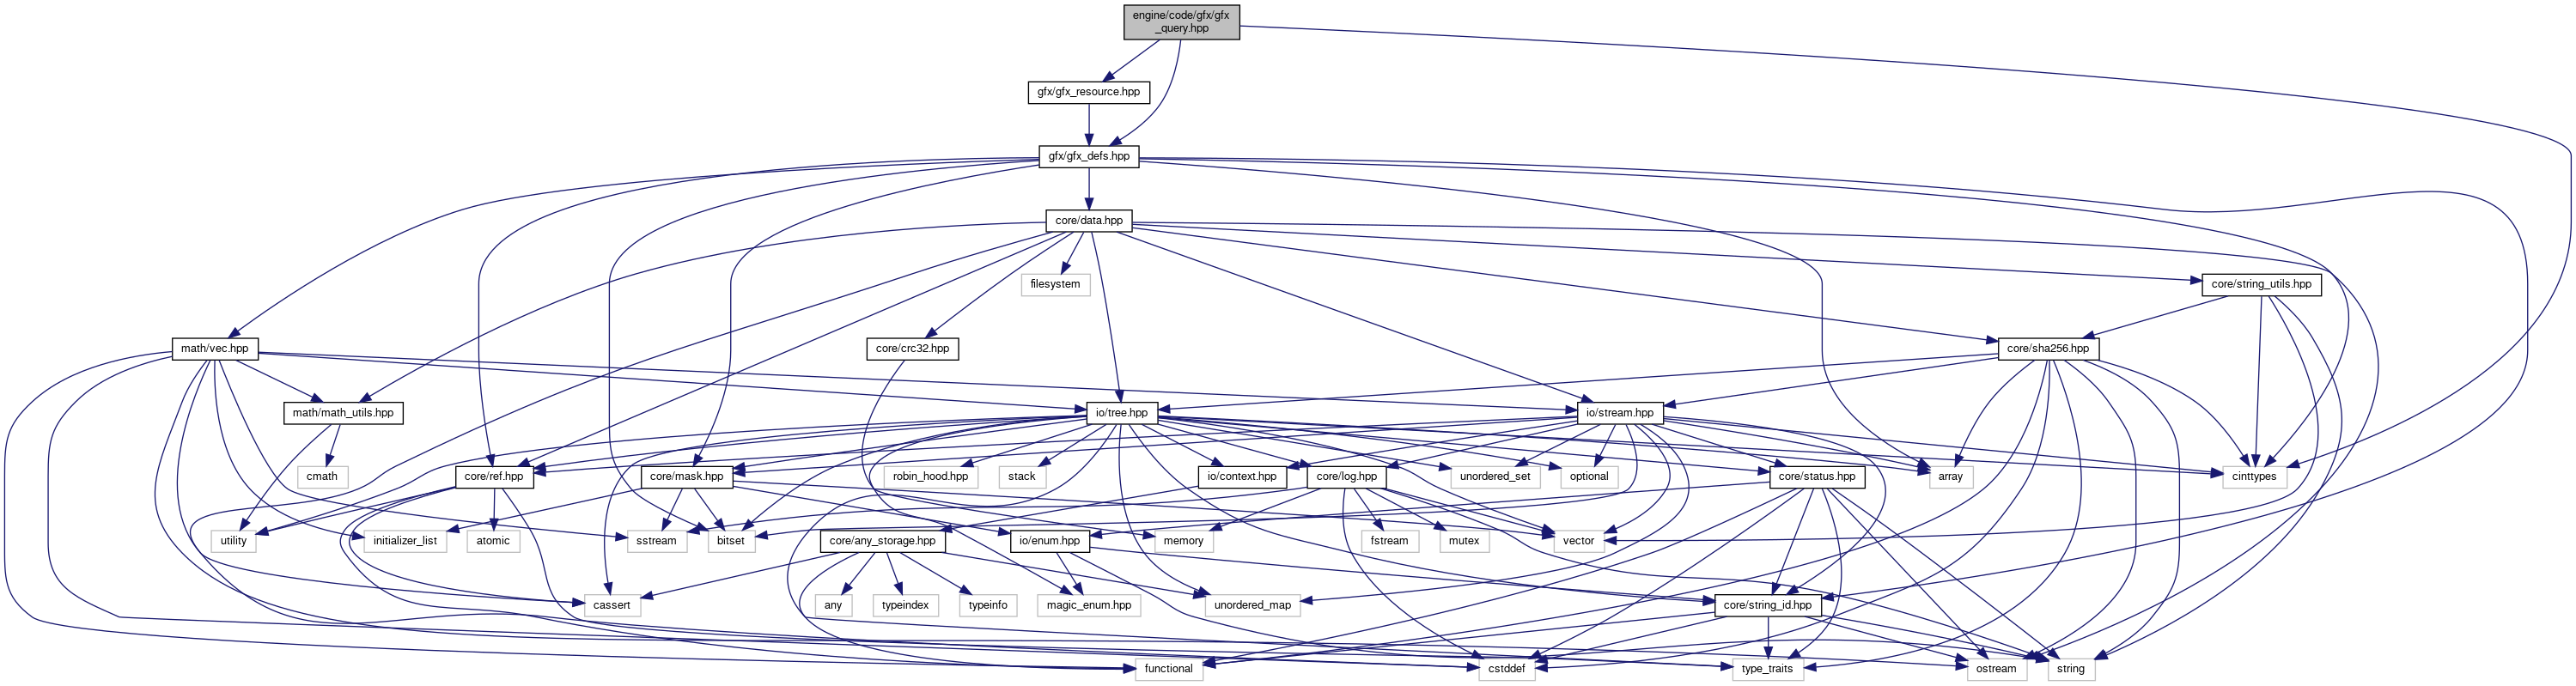 engine/code/gfx/gfx
_query.hpp
gfx/gfx_resource.hpp
gfx/gfx_defs.hpp
core/data.hpp
filesystem
core/string_utils.hpp
math/vec.hpp
core/crc32.hpp
core/sha256.hpp
math/math_utils.hpp
io/tree.hpp
io/stream.hpp
cmath
core/ref.hpp
core/mask.hpp
robin_hood.hpp
stack
io/context.hpp
core/log.hpp
unordered_set
optional
core/status.hpp
array
cinttypes
utility
initializer_list
atomic
sstream
bitset
core/any_storage.hpp
io/enum.hpp
memory
fstream
mutex
vector
cassert
any
typeindex
typeinfo
magic_enum.hpp
unordered_map
core/string_id.hpp
functional
cstddef
type_traits
ostream
string